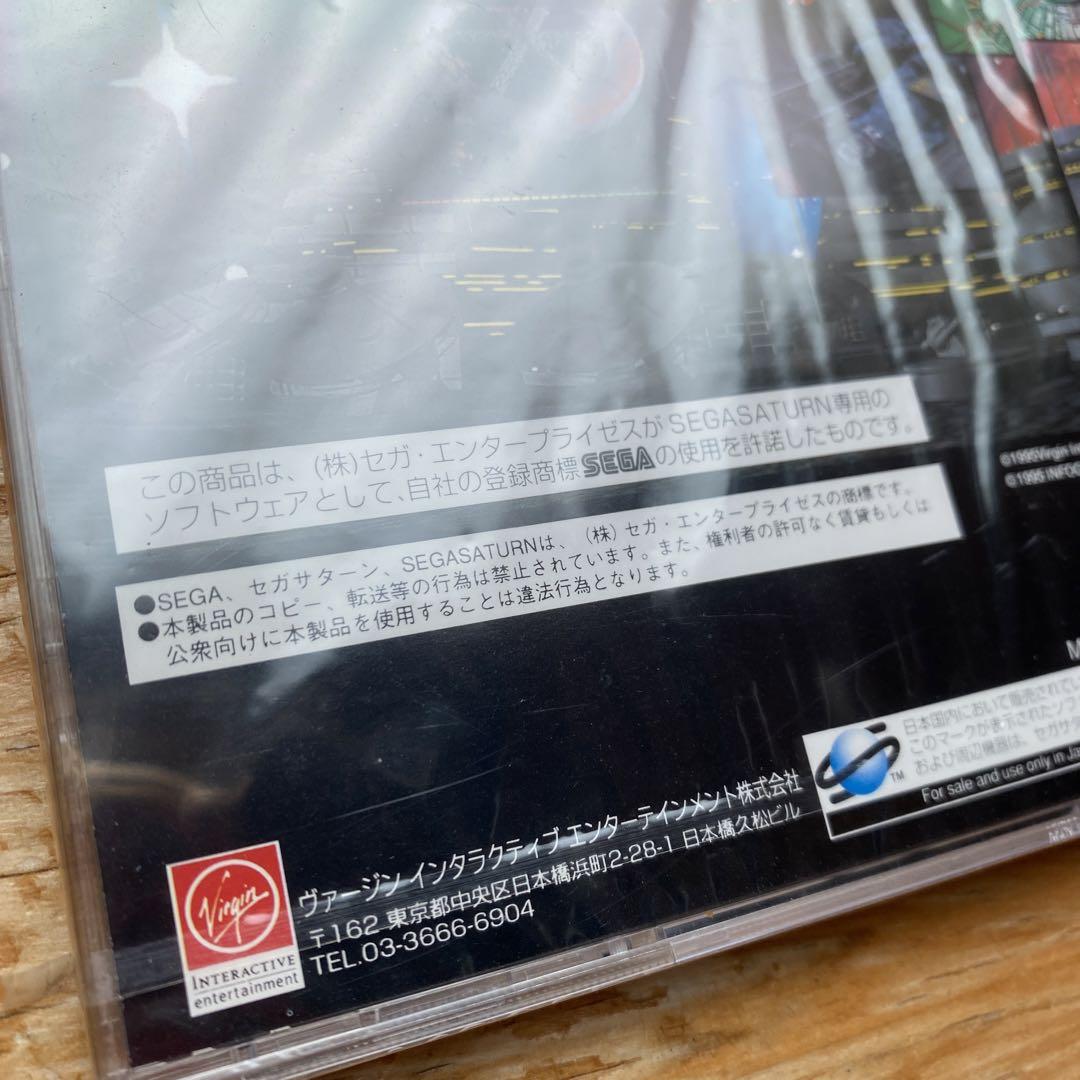 この商品は、(株)セガ・エンタープライゼスがSEGASATURN専用の
ソフトウェアとして、自社の登録商標SEGAの使用を許諾したものです。
©1995Virgin In
©1995 INFOG
●SEGA、セガサターン、SEGASATURNは、(株)セガ・エンタープライゼスの商標です。
●本製品のコピー、転送等の行為は禁止されています。また、権利者の許可なく賃貸もしくは
公衆向けに本製品を使用することは違法行為となります。
M
日本国内において販売されてい
このマークが表示されたソフ
および周辺機器は、セガサタ
TM
For sale and use only in Ja
Virgin
INTERACTIVE
entertainment
ヴァージン インタラクティブ エンターテインメント株式会社
〒162 東京都中央区日本橋浜町2-28-1 日本橋久松ビル
TEL.03-3666-6904